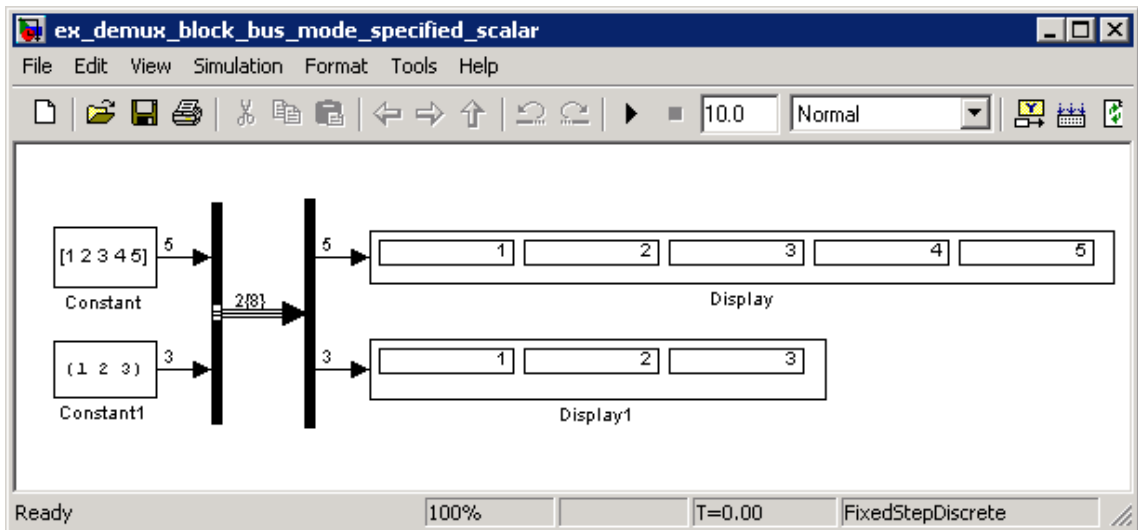 ex_demux_block_bus_mode_specified_scalar
File Edit View Simulation Format Tools Help
10.0 Normal
[1 2 3 4 5] 5 5 1 2 3 4 5
Constant 2{8} Display
(1 2 3) 3 3 1 2 3
Constant1 Display1
Ready 100% T=0.00 FixedStepDiscrete